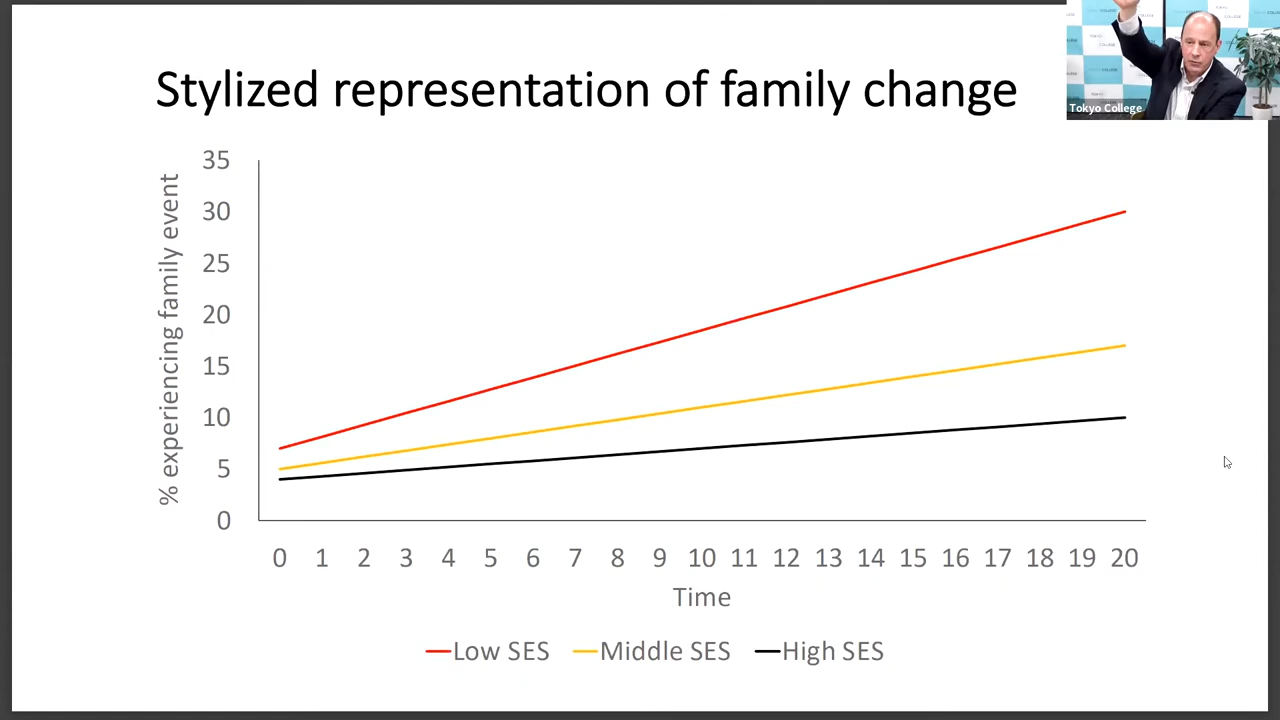 Stylized representation of family change
Tokyo College
% experiencing family event
35
30
25
20
15
10
5
0
0 1 2 3 4 5 6 7 8 9 10 11 12 13 14 15 16 17 18 19 20
Time
Low SES Middle SES High SES